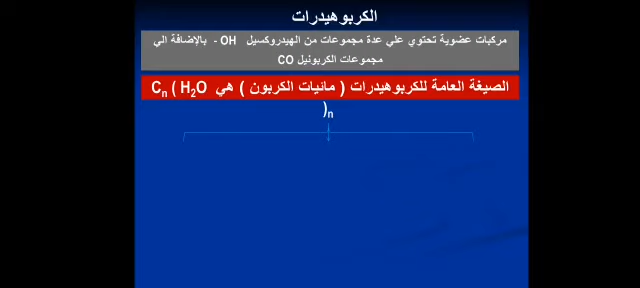 الكربوهيدرات
مركبات عضوية تحتوي علي عدة مجموعات من الهيدروكسيل OH - بالإضافة الي
مجموعات الكربونيل CO
الصيغة العامة للكربوهيدرات ( مائيات الكربون ) هي Cn ( H2O
)n